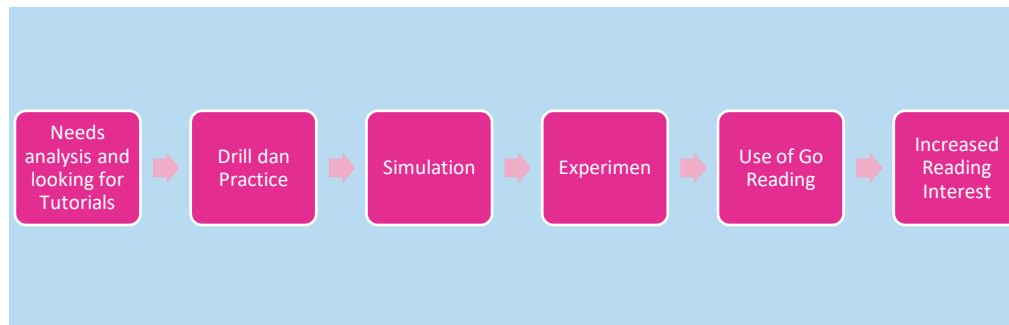 Needs
analysis and
looking for
Tutorials
Drill dan
Practice
Simulation
Experimen
Use of Go
Reading
Increased
Reading
Interest